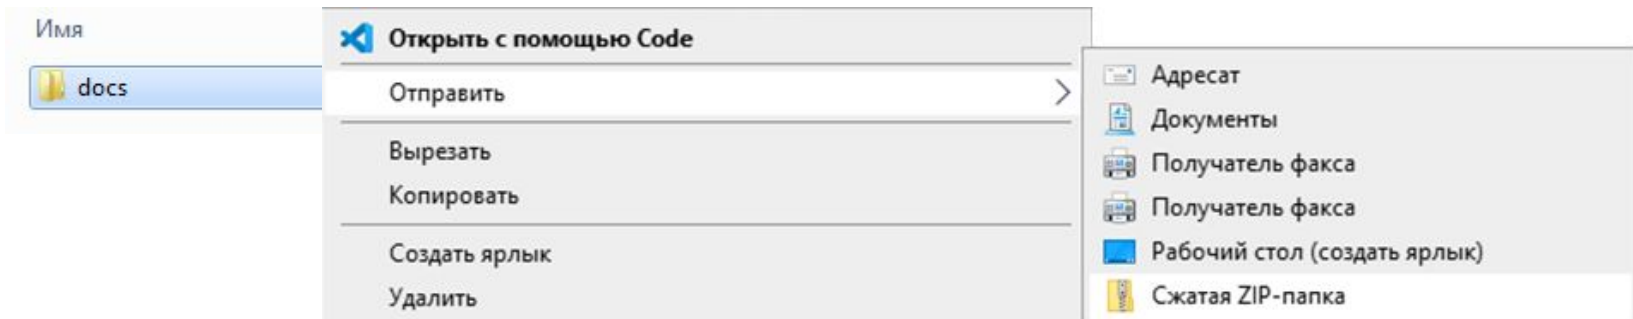 Имя
docs
Открыть с помощью Code
Отправить
Вырезать
Копировать
Создать ярлык
Удалить
Адресат
Документы
Получатель факса
Получатель факса
Рабочий стол (создать ярлык)
Сжатая ZIP-папка